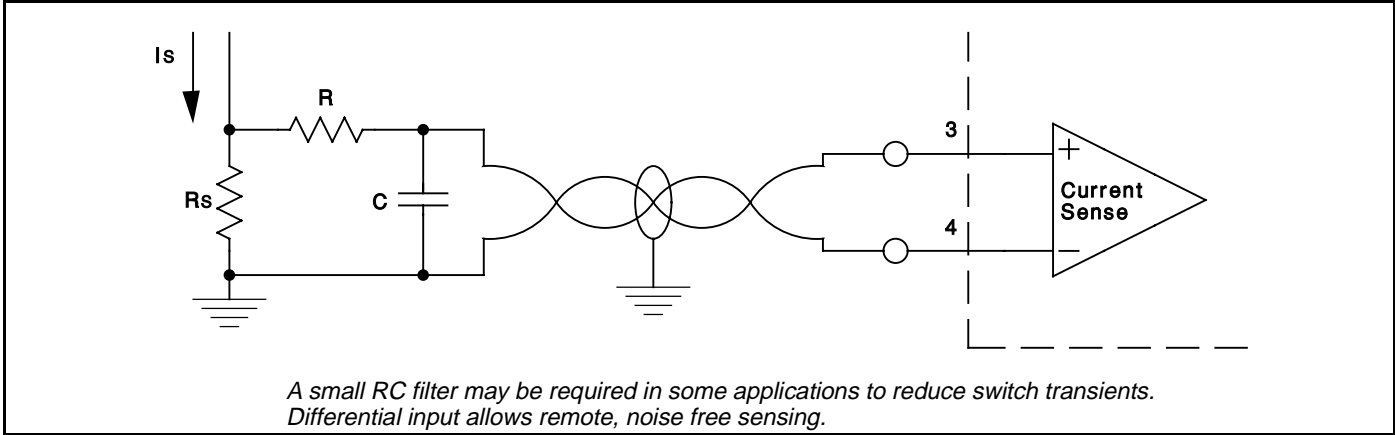 Is
R
3
+
Rs
C
Current
Sense
4
−
A small RC filter may be required in some applications to reduce switch transients.
Differential input allows remote, noise free sensing.